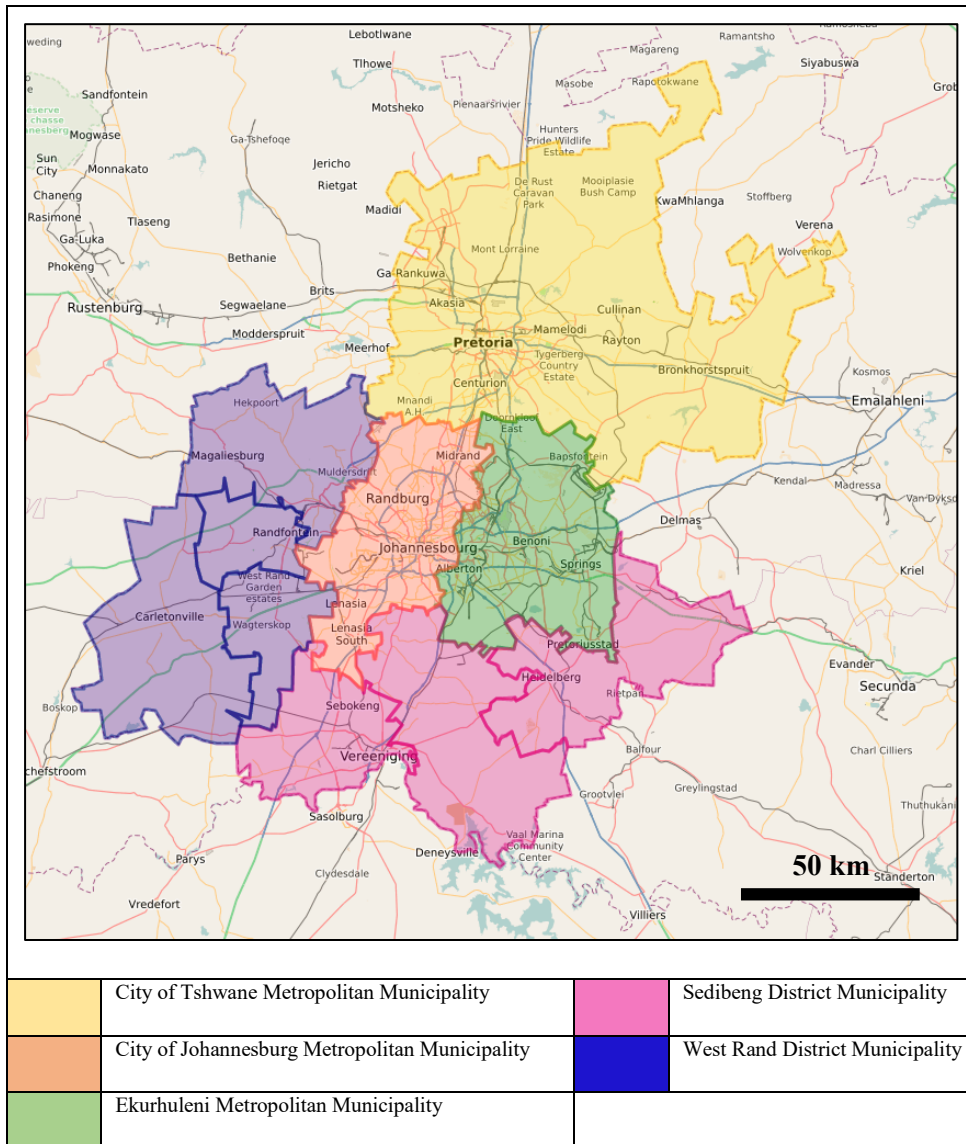 Lebotlwane
Ramantsho
weding
Magareng
Tlhowe
Siyabuswa
Masobe
Rapotokwane
Sandfontein
Motsheko
Pienaarsrivier
Grob
éserve
chasse
anesberg)
Mogwase
Ga-Tshefoqe
Hunters
Pride Wildlife
Estate
Sun
City
Monnakato
Jericho
Rietgat
De Rust
Caravan
Park
Mooiplasie
Bush Camp
Stoffberg
Chaneng
Rasimone
Tlaseng
Madidi
KwaMhlanga
Verena
Ga-Luka
Mont Lorraine
Wolvenkop
Phokeng
Bethanie
Ga-Rankuwa
Brits
Rustenburg
Segwaelane
Akasia
Cullinan
Modderspruit
Mamelodi
Rayton
Meerhof
Pretoria
Tygerberg
Country
Estate
Bronkhorstspruit
Kosmos
Centurion
Hekpoort
Mnandi
A.H.
Emalahleni
Doornkloof
East
Magaliesburg
Midrand
Bapsfontein
Muldersdrift
Kendal
Madressa
Randburg
Van Dyksd
Delmas
Randfontein
Johannesbourg
Benoni
Alberton
Springs
Kriel
West Rand
Garden
estates
Lenasia
Carletonville
Wagterskop
Lenasia
South
Pretoriusstad
Evander
Heidelberg
Secunda
Boskop
Sebokeng
Rietpan
Vereeniging
Balfour
Charl Cilliers
chefstroom
Grootvlei
Greylingstad
Thuthukani
Sasolburg
Vaal Marina
Community
Center
Parys
Deneysville
50 km
Clydesdale
Standerton
Vredefort
Villiers
City of Tshwane Metropolitan Municipality
Sedibeng District Municipality
City of Johannesburg Metropolitan Municipality
West Rand District Municipality
Ekurhuleni Metropolitan Municipality